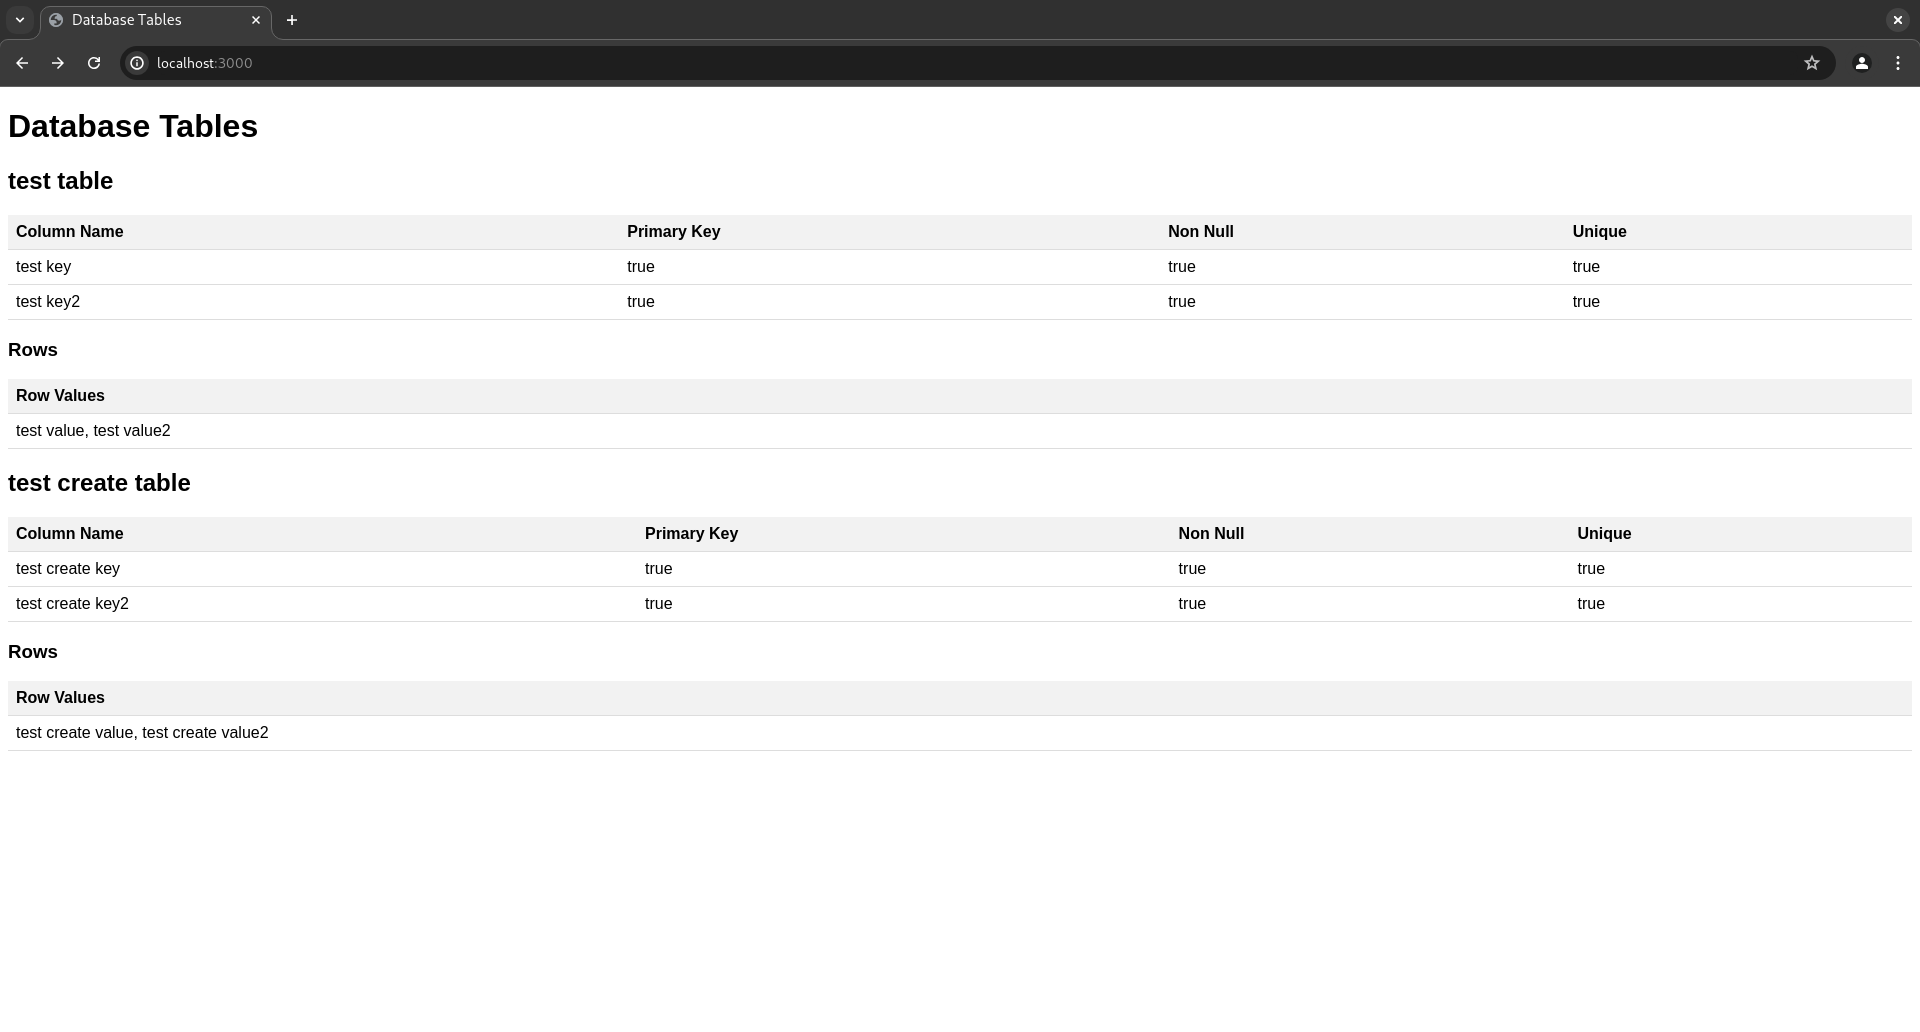 Database Tables
localhost:3000
Database Tables
test table
Column Name Primary Key Non Null Unique
test key true true true
test key2 true true true
Rows
Row Values
test value, test value2
test create table
Column Name Primary Key Non Null Unique
test create key true true true
test create key2 true true true
Rows
Row Values
test create value, test create value2